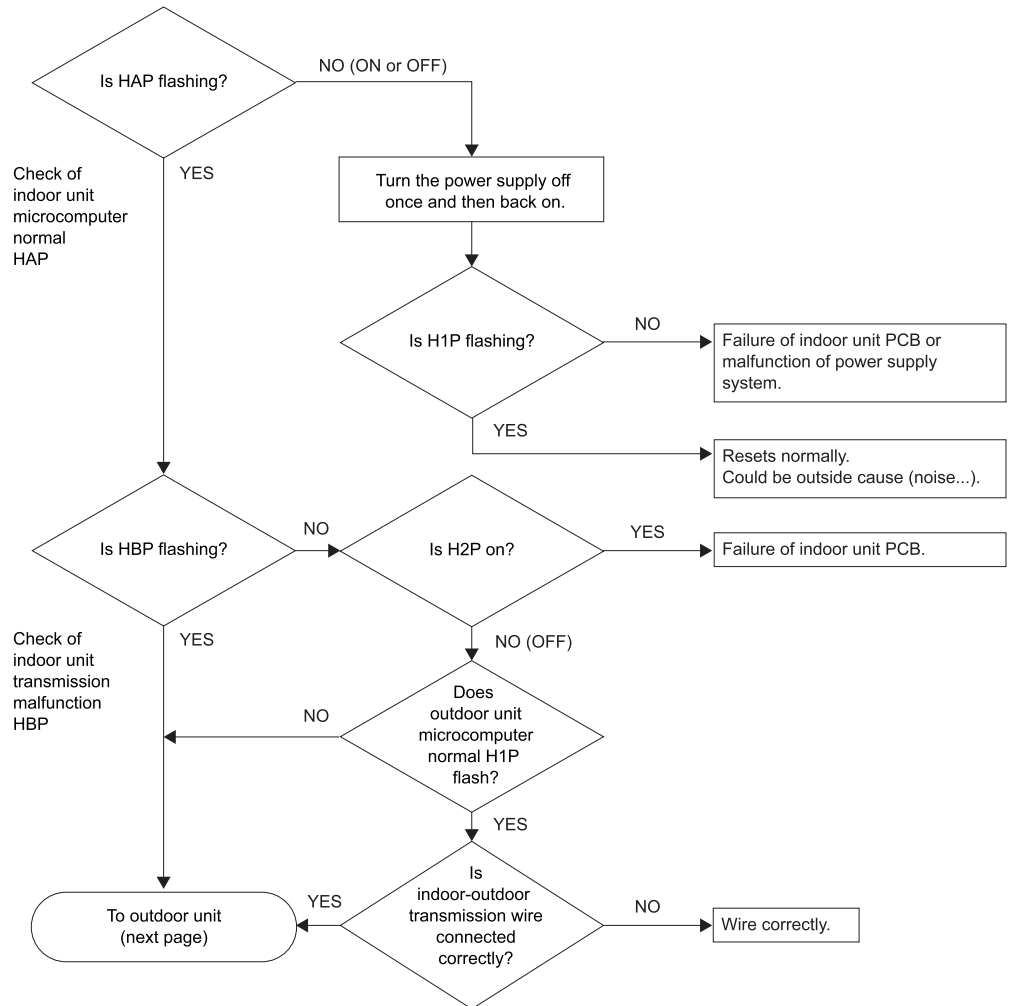 Is HAP flashing?
NO (ON or OFF)
Check of
indoor unit
microcomputer
normal
HAP
YES
Turn the power supply off
once and then back on.
Is H1P flashing?
NO
Failure of indoor unit PCB or
malfunction of power supply
system.
YES
Resets normally.
Could be outside cause (noise...).
Is HBP flashing?
NO
Is H2P on?
YES
Failure of indoor unit PCB.
Check of
indoor unit
transmission
malfunction
HBP
YES
NO (OFF)
Does
outdoor unit
microcomputer
normal H1P
flash?
NO
YES
Is
indoor-outdoor
transmission wire
connected
correctly?
YES
To outdoor unit
(next page)
NO
Wire correctly.